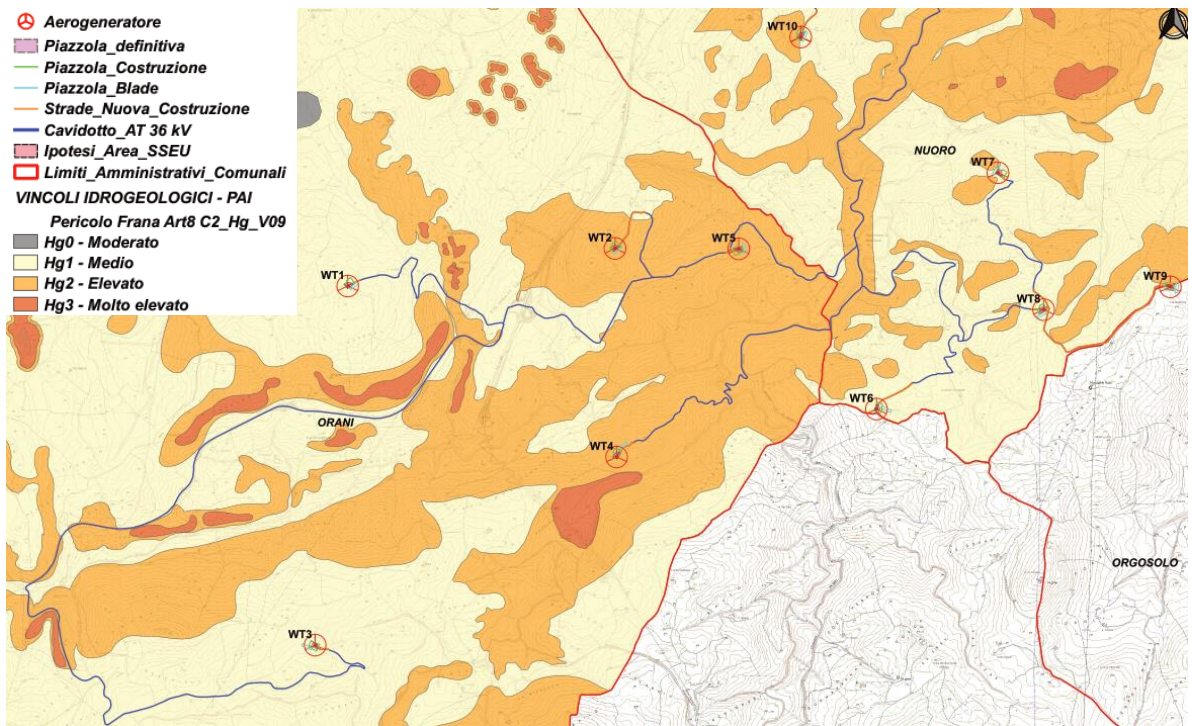 Aerogeneratore
Piazzola_definitiva
Piazzola_Costruzione
Piazzola_Blade
Strade_Nuova_Costruzione
Cavidotto_AT 36 kV
Ipotesi_Area_SSEU
Limiti_Amministrativi_Comunali
VINCOLI IDROGEOLOGICI - PAI
Pericolo Frana Art8 C2_Hg_V09
Hg0 - Moderato
Hg1 - Medio
Hg2 - Elevato
Hg3 - Molto elevato
WT10
NUORO
WT7
WT2
WT5
WT1
WT9
WT8
WT6
ORANI
WT4
ORGOSOLO
WT3